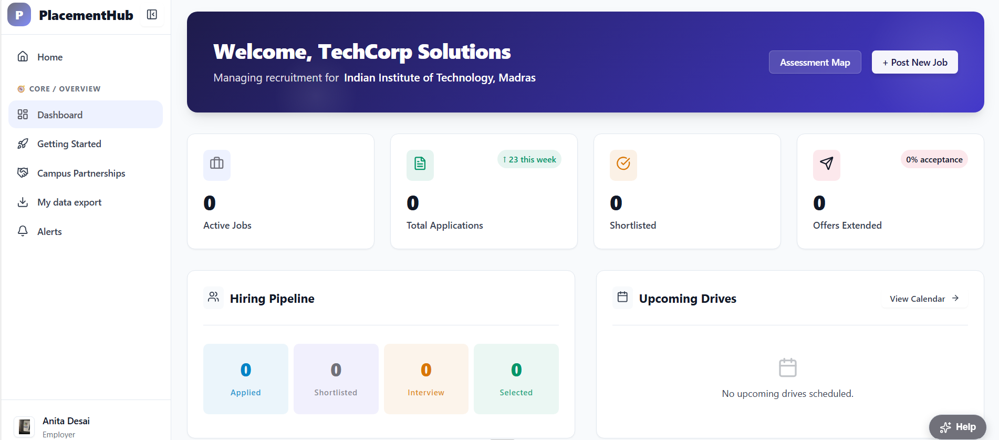 P PlacementHub
Home
CORE / OVERVIEW
Dashboard
Getting Started
Campus Partnerships
My data export
Alerts
Anita Desai
Employer
Welcome, TechCorp Solutions
Managing recruitment for Indian Institute of Technology, Madras
Assessment Map
+ Post New Job
0
Active Jobs
↑ 23 this week
0
Total Applications
0
Shortlisted
0% acceptance
0
Offers Extended
Hiring Pipeline
0
Applied
0
Shortlisted
0
Interview
0
Selected
Upcoming Drives
View Calendar →
No upcoming drives scheduled.
Help